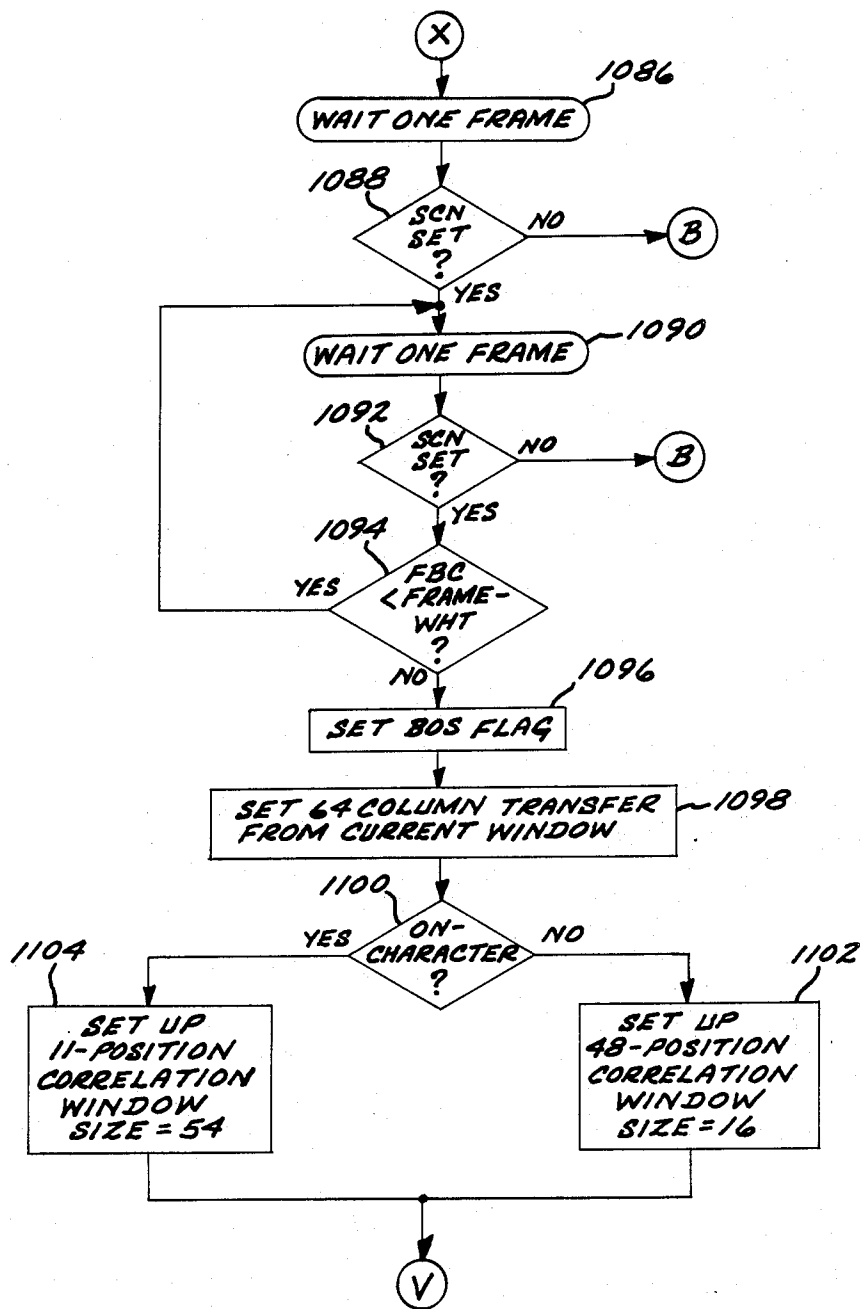 X
1086
WAIT ONE FRAME
1088
SCN
SET
?
NO
B
YES
1090
WAIT ONE FRAME
1092
SCN
SET
?
NO
B
YES
1094
YES
FBC
<FRAME-
WHT
?
NO
1096
SET BOS FLAG
1098
SET 64 COLUMN TRANSFER
FROM CURRENT WINDOW
1100
YES
ON-
CHARACTER
?
NO
1104
SET UP
11-POSITION
CORRELATION
WINDOW
SIZE = 54
1102
SET UP
48-POSITION
CORRELATION
WINDOW
SIZE = 16
V